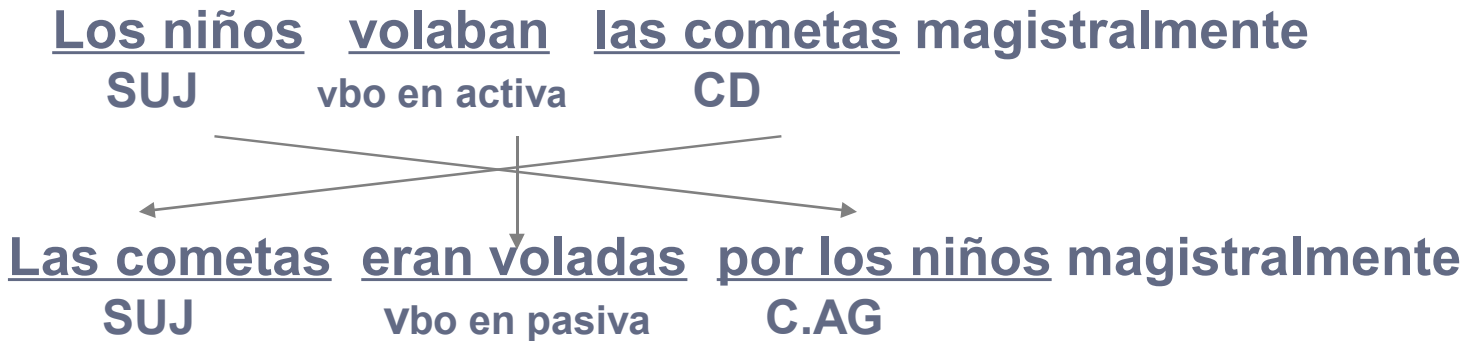 Los niños volaban las cometas magistralmente
SUJ vbo en activa CD
Las cometas eran voladas por los niños magistralmente
SUJ vbo en pasiva C.AG